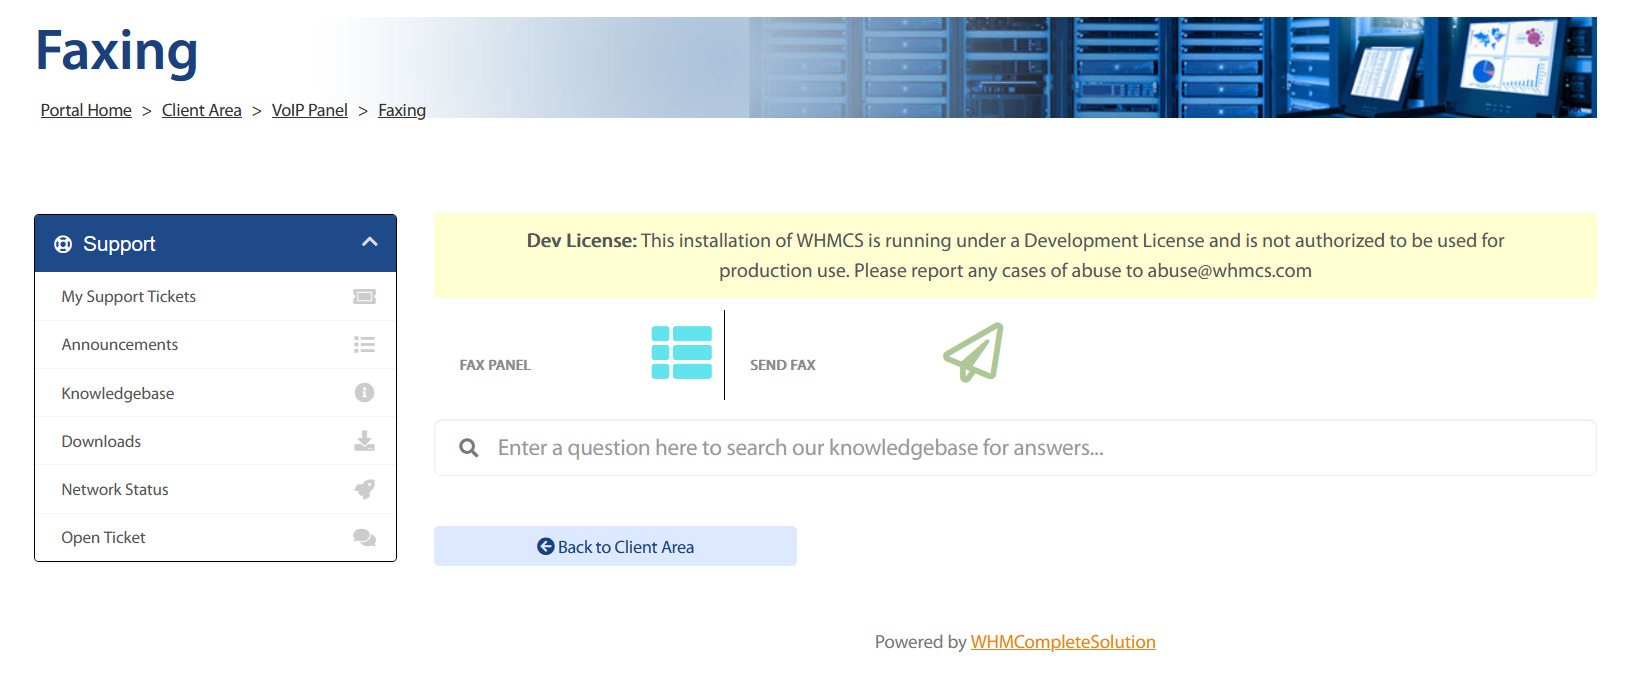 Faxing
Portal Home > Client Area > VoIP Panel > Faxing
Support
My Support Tickets
Announcements
Knowledgebase
Downloads
Network Status
Open Ticket
Dev License: This installation of WHMCS is running under a Development License and is not authorized to be used for
production use. Please report any cases of abuse to abuse@whmcs.com
FAX PANEL
SEND FAX
Enter a question here to search our knowledgebase for answers...
Back to Client Area
Powered by WHMCompleteSolution